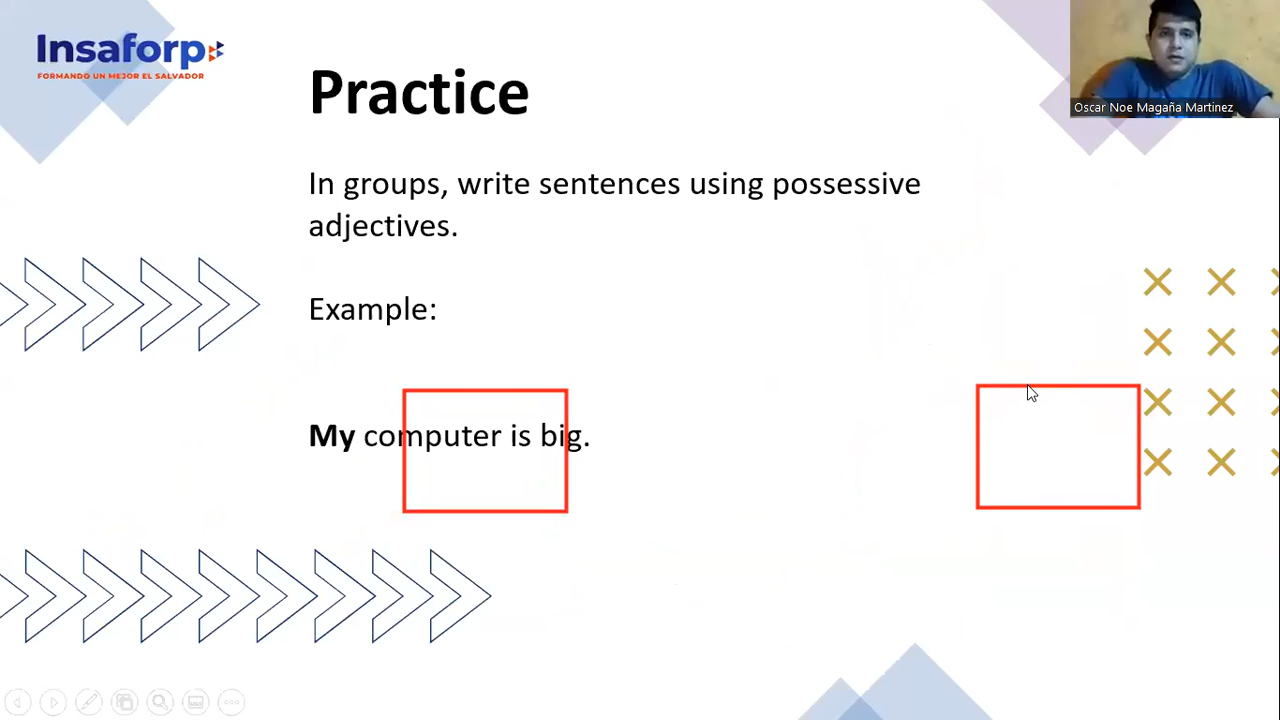 Insaforp
FORMANDO UN MEJOR EL SALVADOR
Practice
Oscar Noe Magaña Martinez
In groups, write sentences using possessive
adjectives.
Example:
My computer is big.